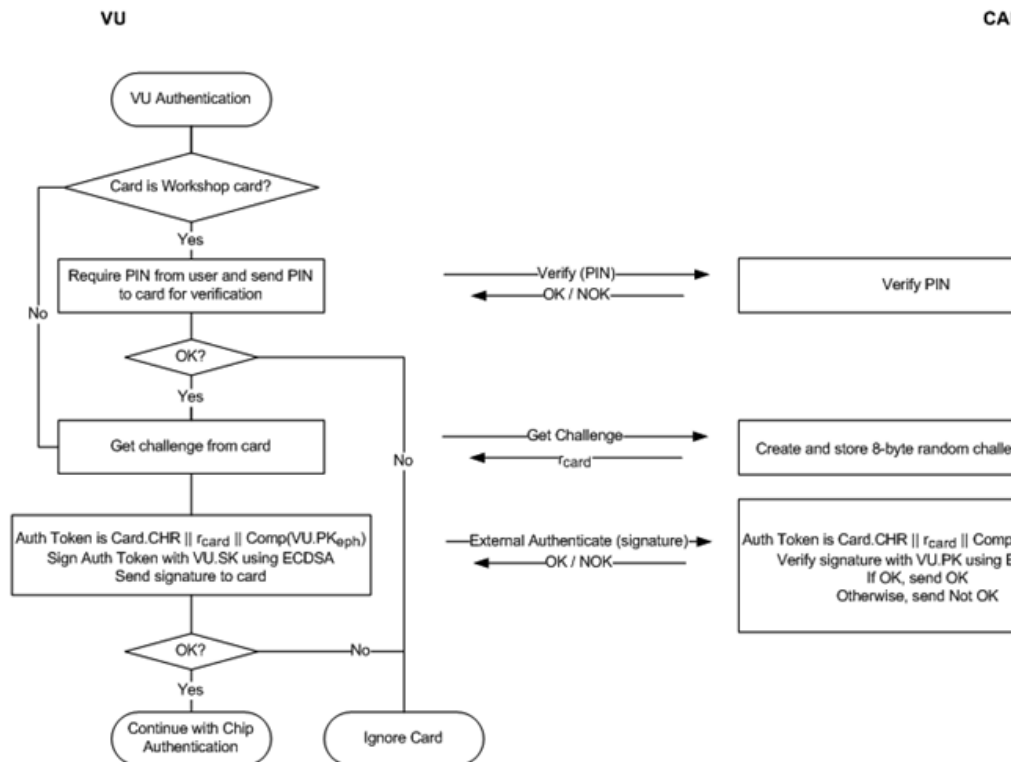 VU
VU Authentication
Card is Workshop card?
Yes
No
Require PIN from user and send PIN
to card for verification
OK?
Yes
No
Get challenge from card
Auth Token is Card.CHR || rcard || Comp(VU.PKeph)
Sign Auth Token with VU.SK using ECDSA
Send signature to card
OK?
No
Yes
Continue with Chip
Authentication
Ignore Card
Verify (PIN)
OK / NOK
Get Challenge
rcard
External Authenticate (signature)
OK / NOK
Verify PIN
Create and store 8-byte random
Auth Token is Card.CHR || rcard ||
Verify signature with VU.PK using
If OK, send OK
Otherwise, send Not OK